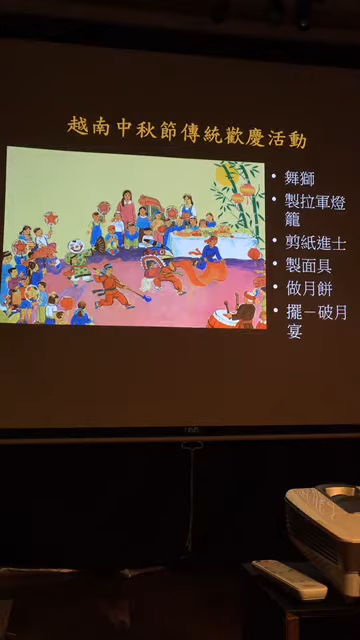 越南中秋節傳統歡慶活動
• 舞獅
• 製拉軍燈
籠
• 剪紙進士
• 製面具
• 做月餅
• 擺－破月
宴